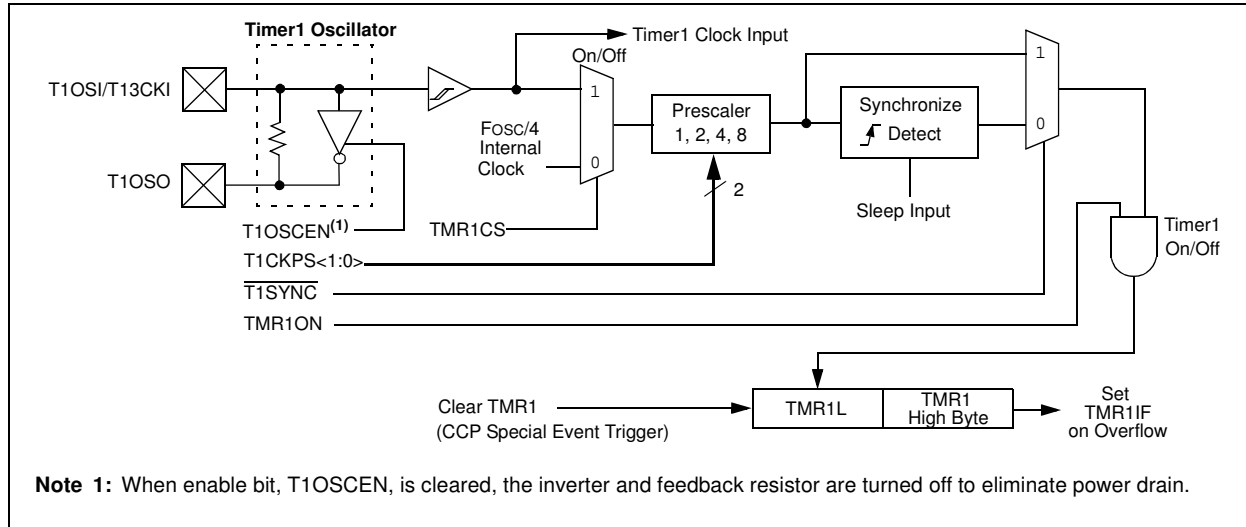 Timer1 Oscillator
Timer1 Clock Input
On/Off
T1OSI/T13CKI
1
1
Prescaler
1, 2, 4, 8
Synchronize
Detect
FOSC/4
Internal
Clock
0
0
T1OSO
2
Sleep Input
T1OSCEN(1)
TMR1CS
Timer1
On/Off
T1CKPS<1:0>
T1SYNC
TMR1ON
Clear TMR1
(CCP Special Event Trigger)
TMR1L
TMR1
High Byte
Set
TMR1IF
on Overflow
Note 1: When enable bit, T1OSCEN, is cleared, the inverter and feedback resistor are turned off to eliminate power drain.